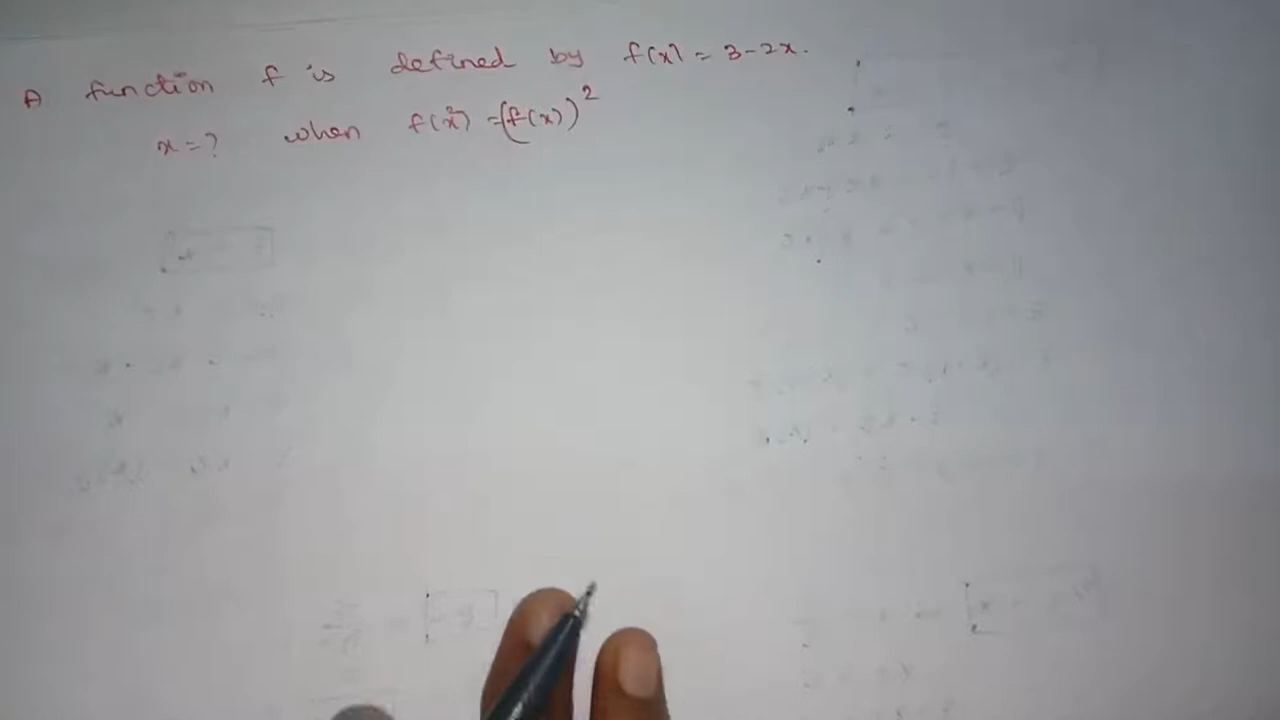 A function f is defined by f(x) = 3-2x.
x=? when f(x²) = (f(x))²